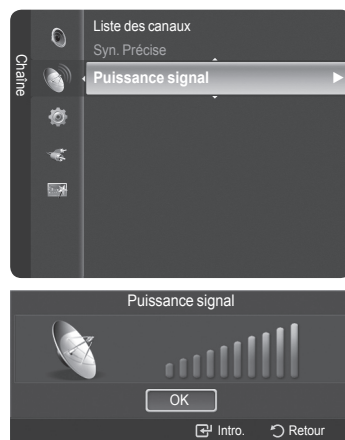 Chaîne
Liste des canaux
Syn. Précise
Puissance signal
Puissance signal
OK
Intro. Retour